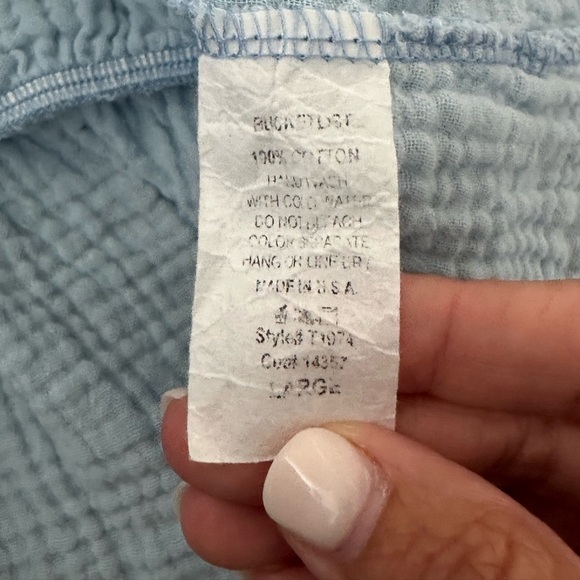 BUCKETLIST
100% COTTON
HAND WASH
WITH COLD WATER
DO NOT BLEACH
COLOR SEPARATE
HANG OR LINE DRY
MADE IN U.S.A.
Style# T1974
Cut# 14357
LARGE